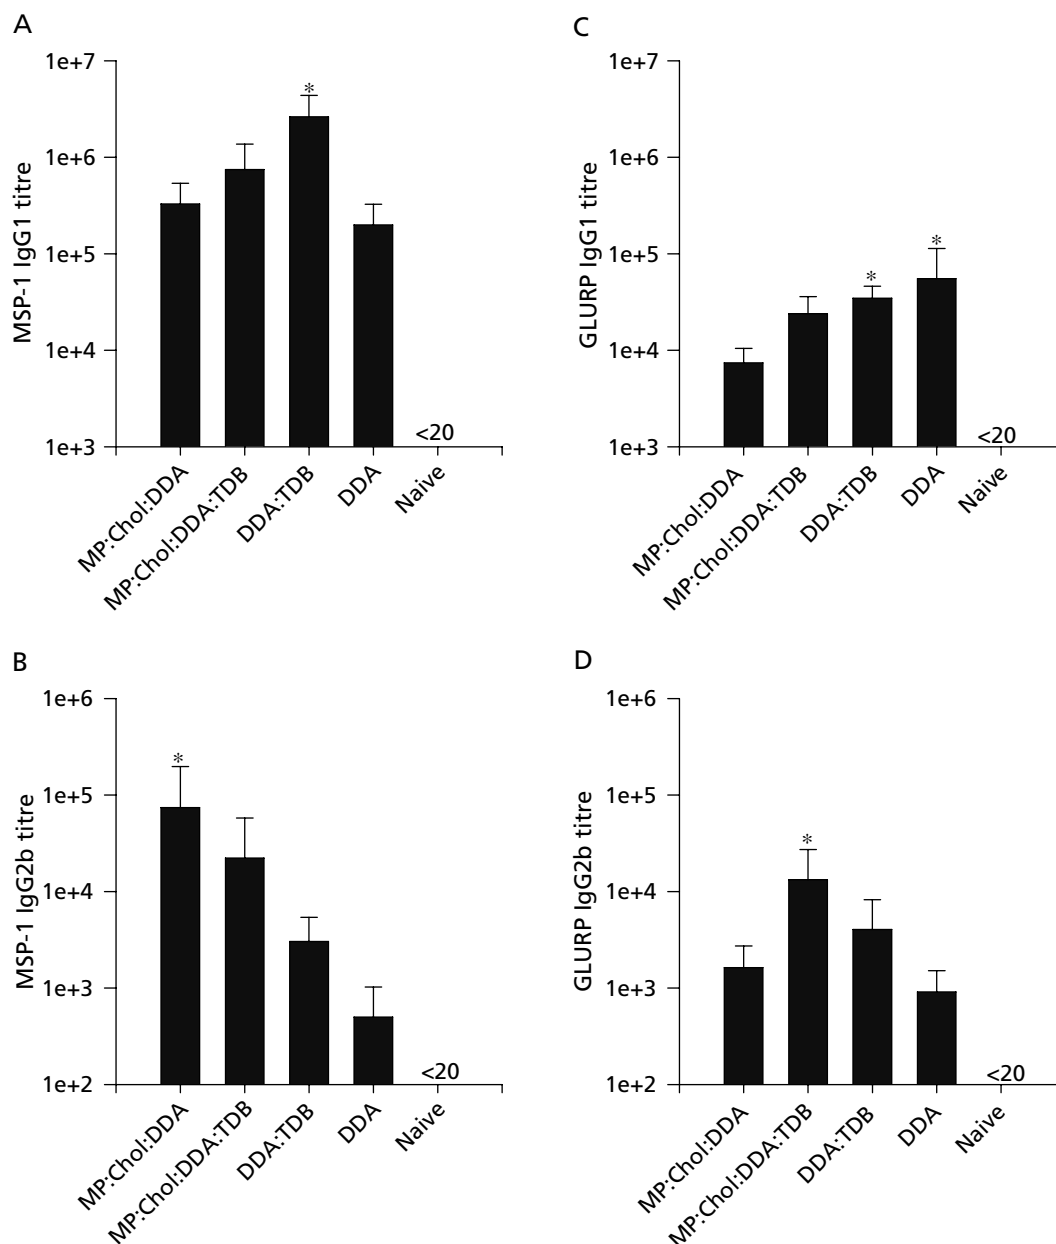 A
1e+7
1e+6
1e+5
1e+4
1e+3
MSP-1 IgG1 titre
*
<20
MP:Chol:DDA
MP:Chol:DDA:TDB
DDA:TDB
DDA
Naive
C
1e+7
1e+6
1e+5
1e+4
1e+3
GLURP IgG1 titre
*
*
<20
MP:Chol:DDA
MP:Chol:DDA:TDB
DDA:TDB
DDA
Naive
B
1e+6
1e+5
1e+4
1e+3
1e+2
MSP-1 IgG2b titre
*
<20
MP:Chol:DDA
MP:Chol:DDA:TDB
DDA:TDB
DDA
Naive
D
1e+6
1e+5
1e+4
1e+3
1e+2
GLURP IgG2b titre
*
<20
MP:Chol:DDA
MP:Chol:DDA:TDB
DDA:TDB
DDA
Naive